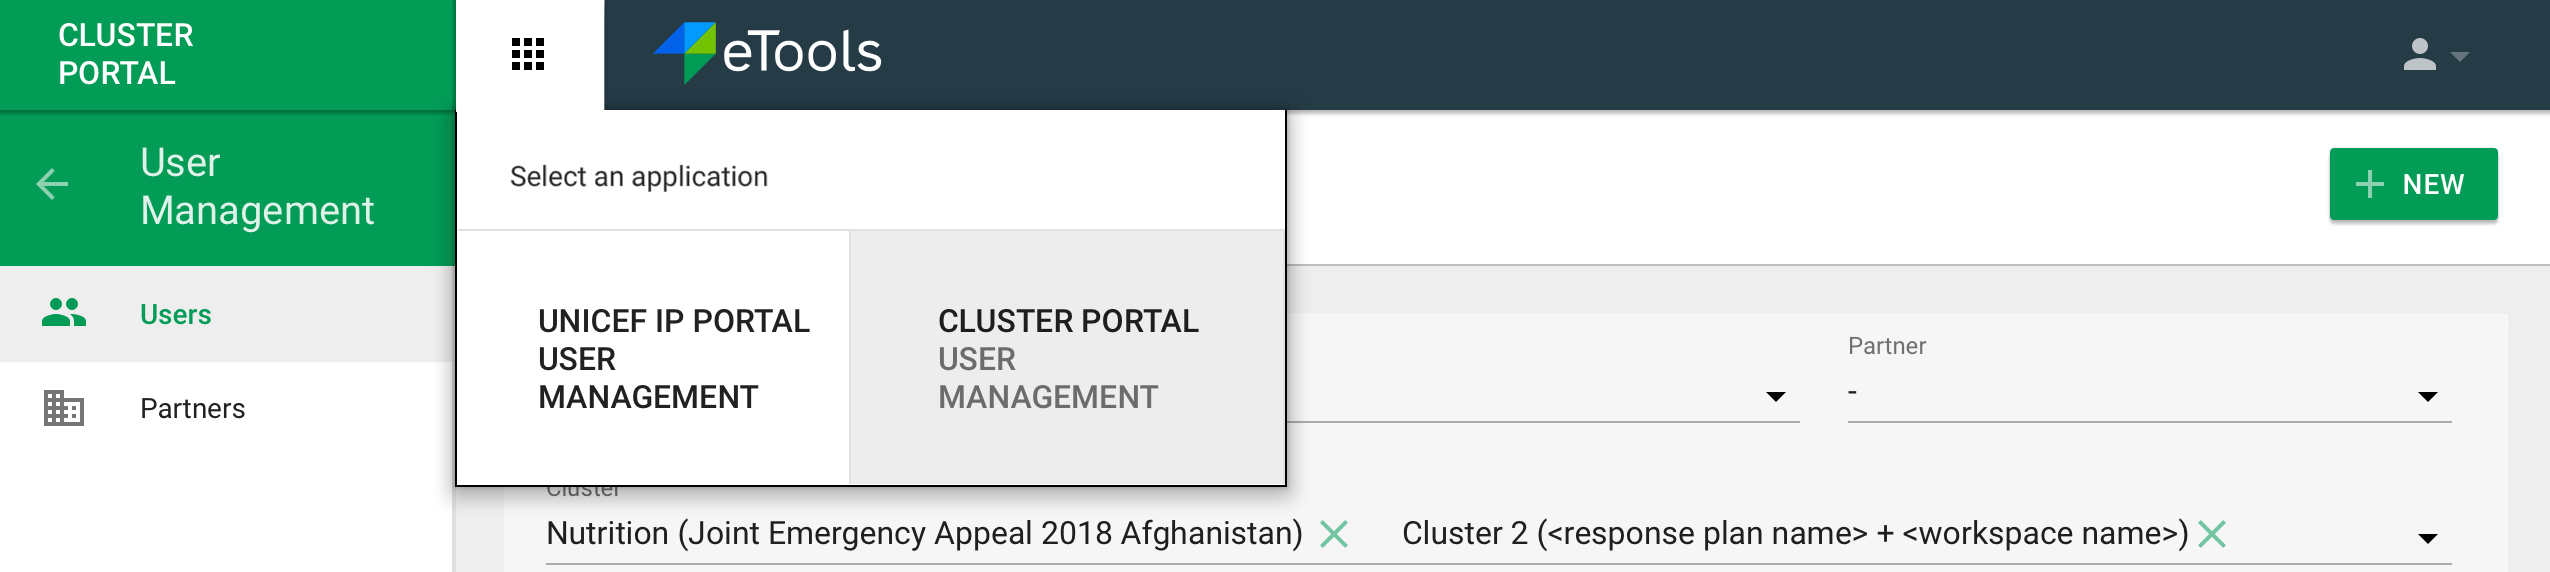 CLUSTER
PORTAL
eTools
User
Management
Select an application
+ NEW
Users
Partners
UNICEF IP PORTAL
USER
MANAGEMENT
CLUSTER PORTAL
USER
MANAGEMENT
Partner
-
Cluster
Nutrition (Joint Emergency Appeal 2018 Afghanistan)
Cluster 2 (<response plan name> + <workspace name>)